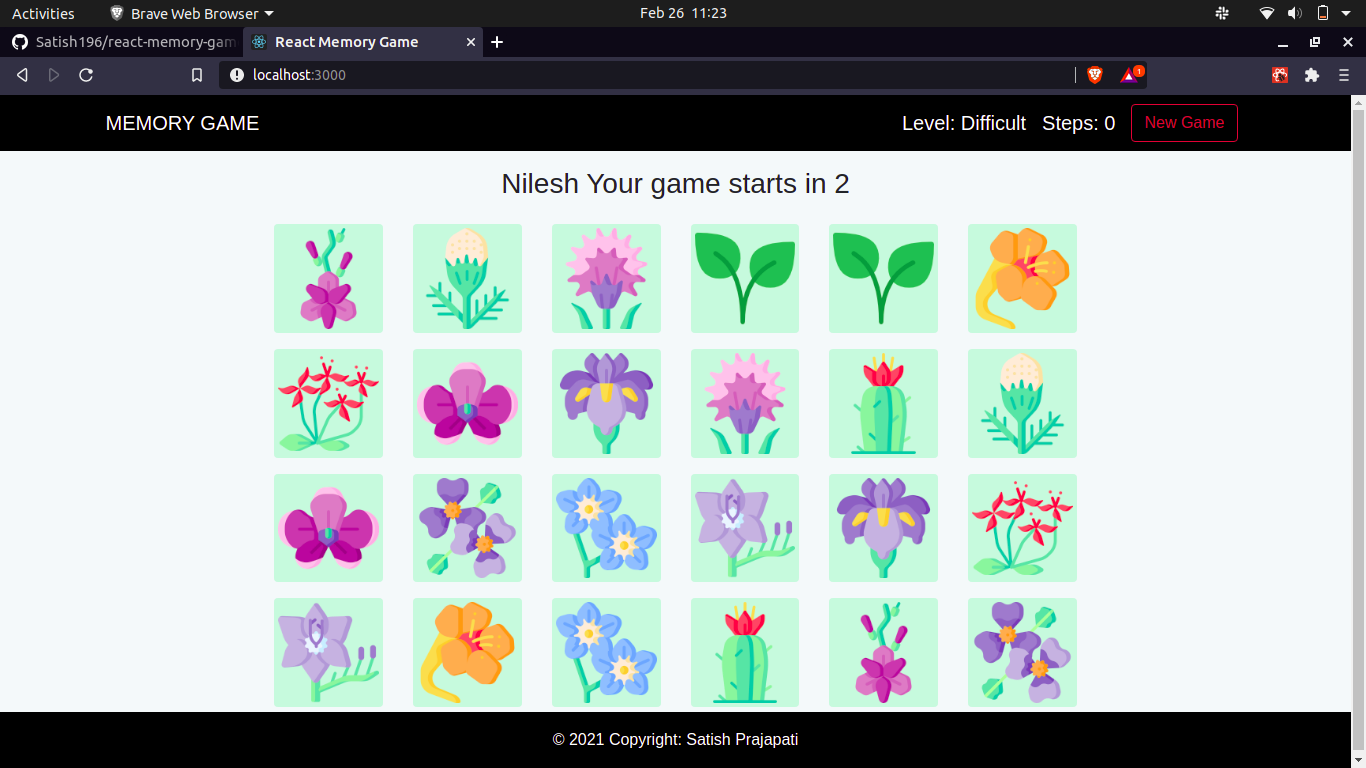 Activities
Brave Web Browser
Feb 26 11:23
Satish196/react-memory-gam
React Memory Game
localhost:3000
1
MEMORY GAME
Level: Difficult
Steps: 0
New Game
Nilesh Your game starts in 2
© 2021 Copyright: Satish Prajapati